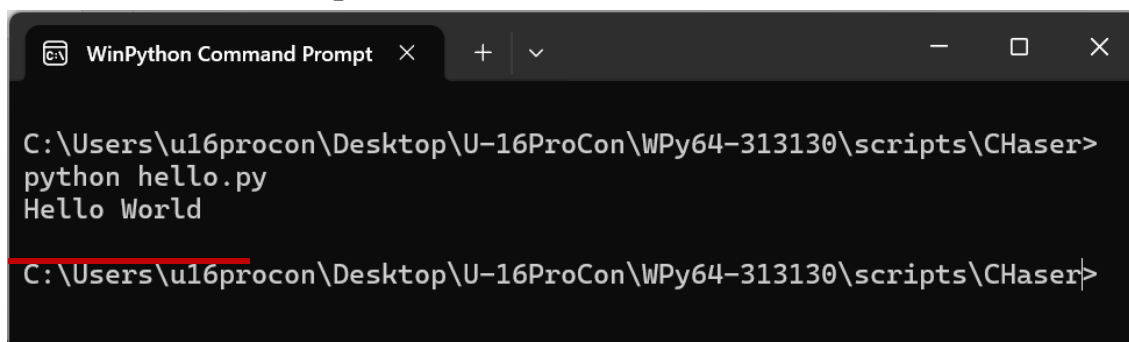 WinPython Command Prompt
C:\Users\u16procon\Desktop\U-16ProCon\WPy64-313130\scripts\CHaser>
python hello.py
Hello World
C:\Users\u16procon\Desktop\U-16ProCon\WPy64-313130\scripts\CHaser>